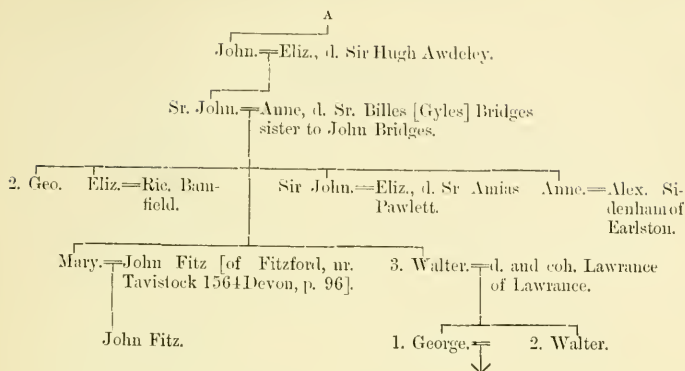 A
John.=Eliz., d. Sir Hugh Awdeley.
Sr. John.=Anne, d. Sr. Billes [Gyles] Bridges
sister to John Bridges.
2. Geo. Eliz.=Ric. Bam-
field.
Sir John.=Eliz., d. Sr Amias
Pawlett.
Anne.=Alex. Si-
denham of
Earlston.
Mary.=John Fitz [of Fitzford, nr.
Tavistock 1564 Devon, p. 96].
3. Walter.=d. and coh. Lawrance
of Lawrance.
John Fitz.
1. George.= 2. Walter.